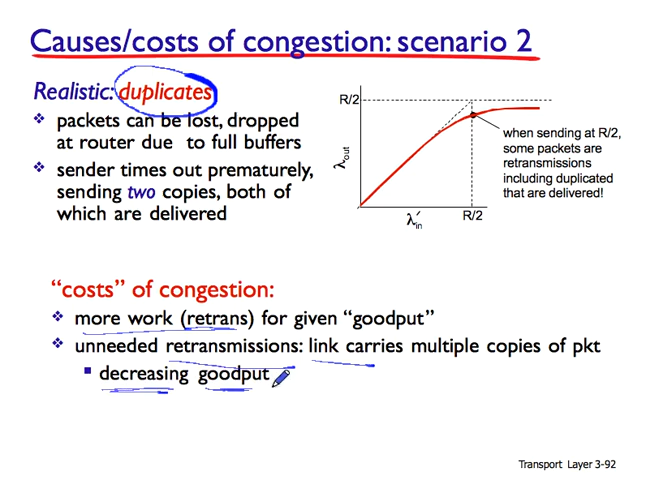 Causes/costs of congestion: scenario 2
Realistic: duplicates
❖ packets can be lost, dropped
at router due to full buffers
❖ sender times out prematurely,
sending two copies, both of
which are delivered
R/2
λout
λ'in
R/2
when sending at R/2,
some packets are
retransmissions
including duplicated
that are delivered!
“costs” of congestion:
❖ more work (retrans) for given “goodput”
❖ unneeded retransmissions: link carries multiple copies of pkt
▪ decreasing goodput
Transport Layer 3-92